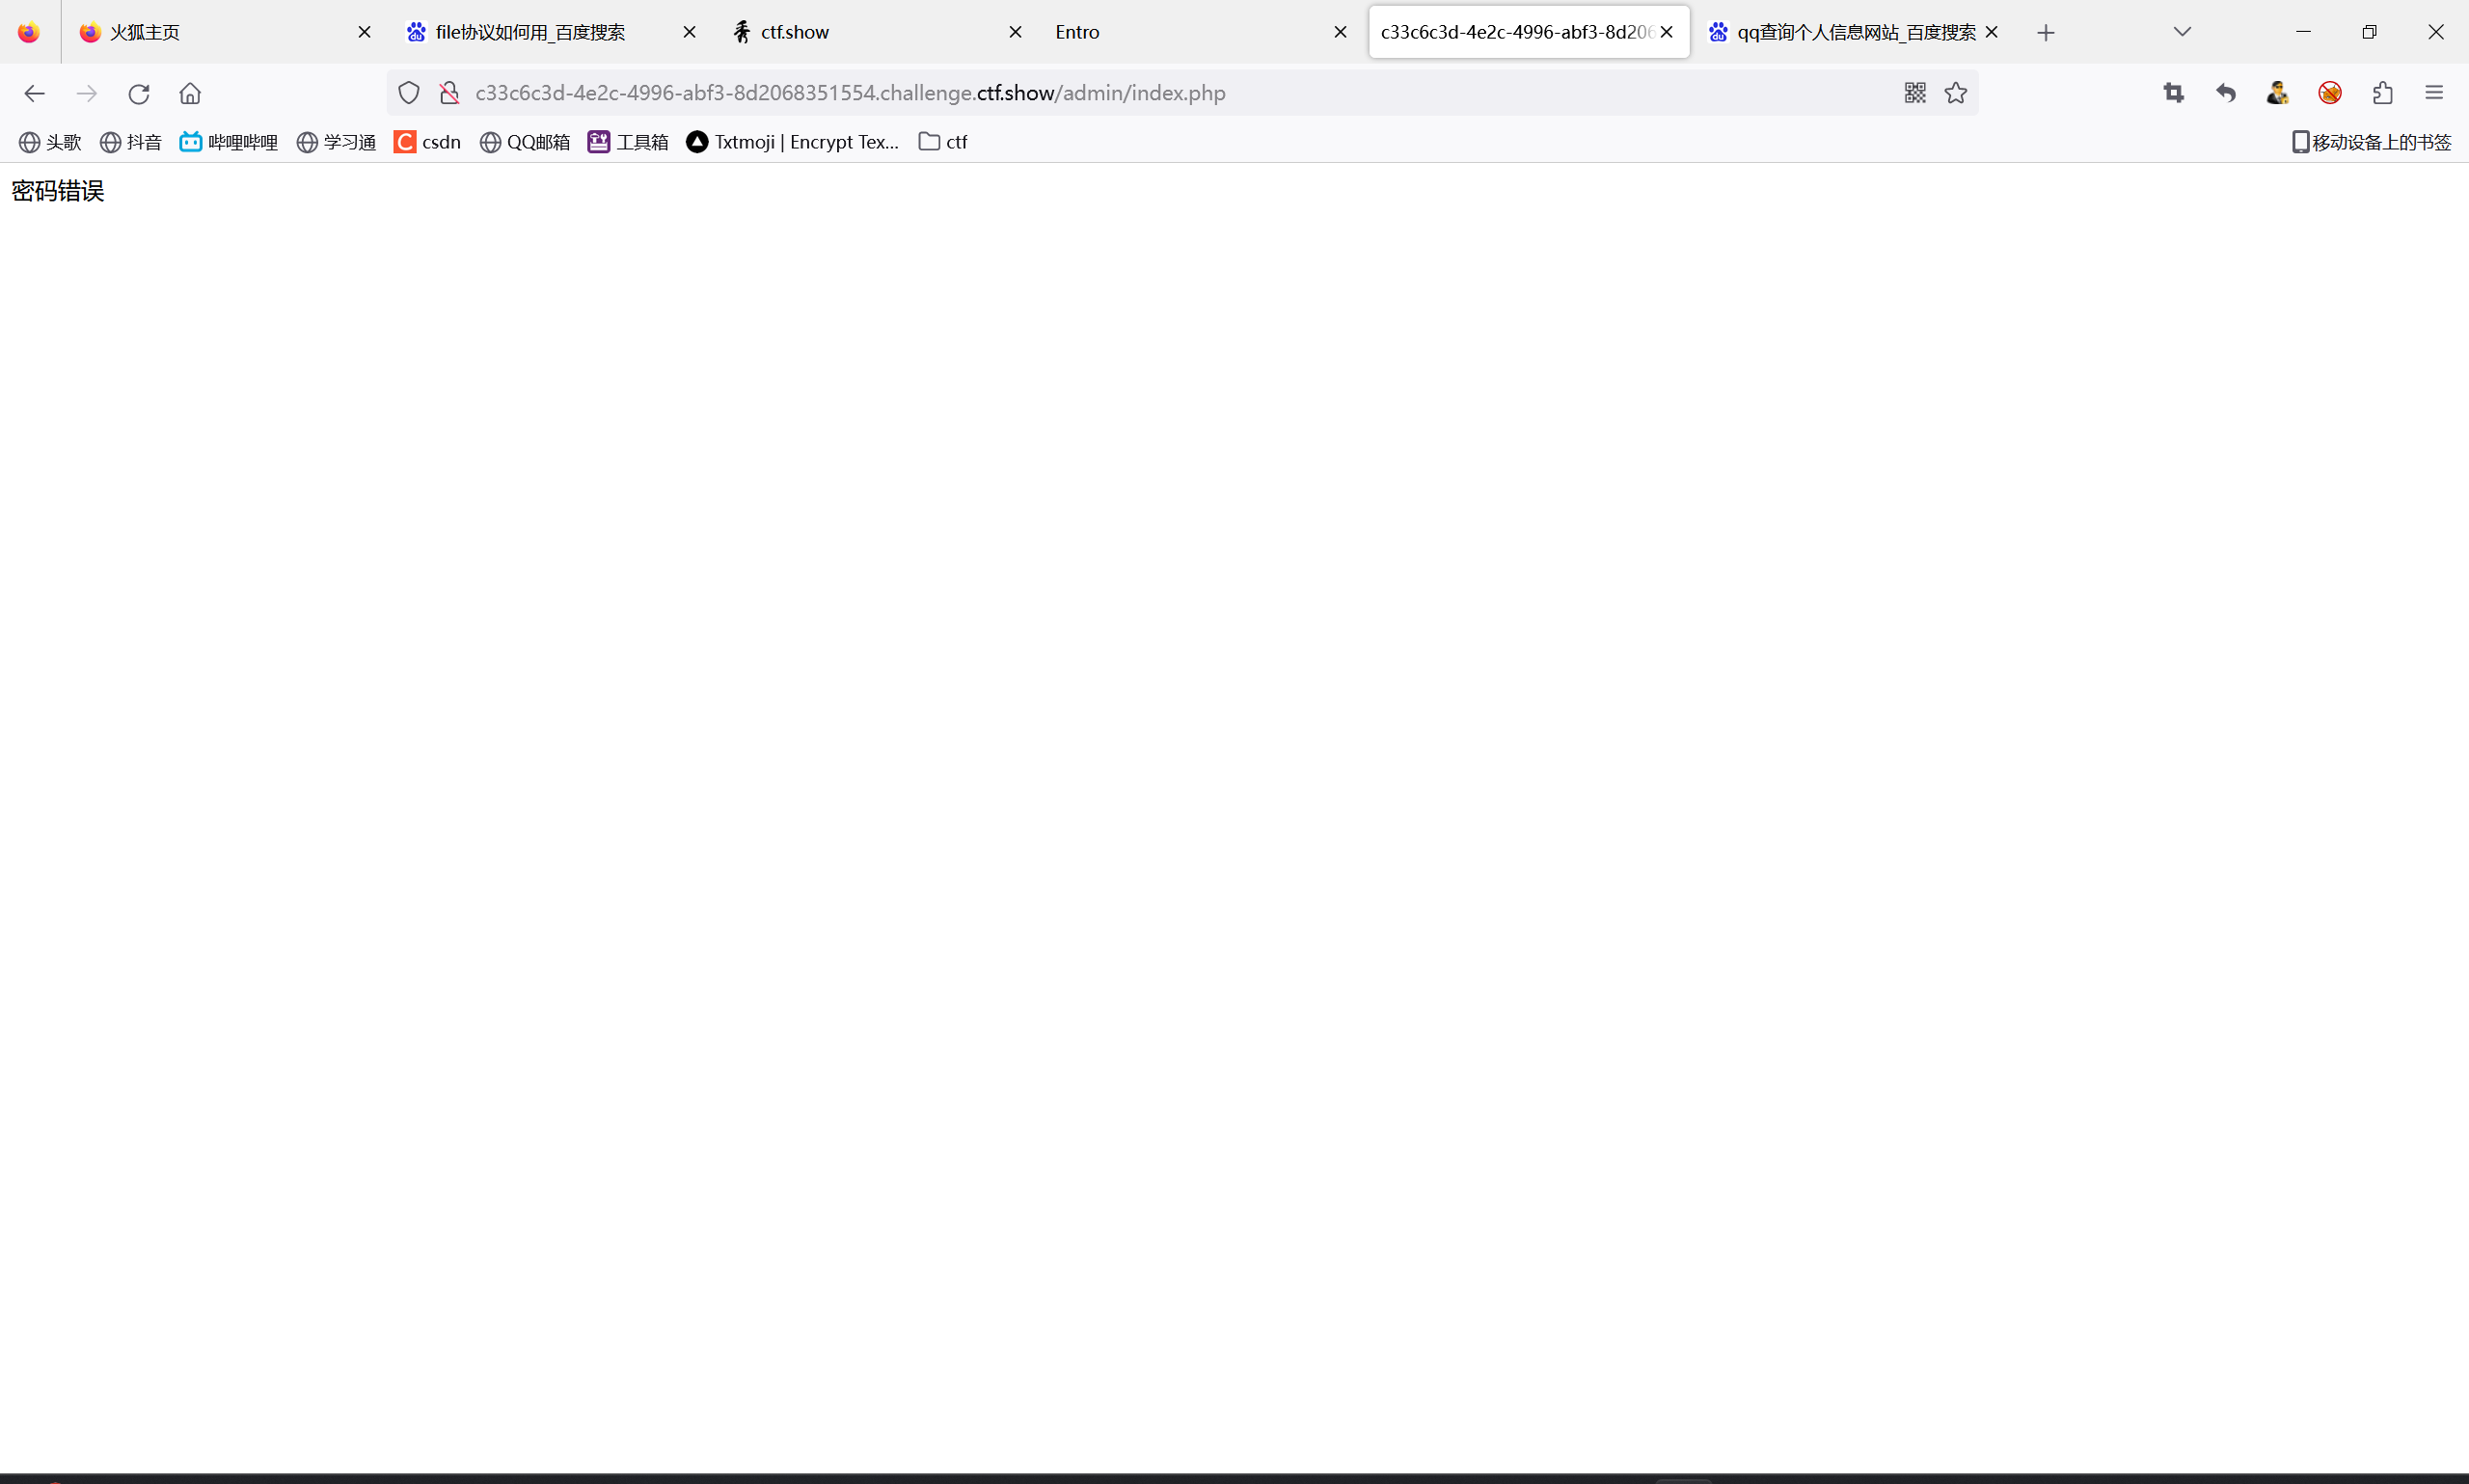 火狐主页
file协议如何用_百度搜索
ctf.show
Entro
c33c6c3d-4e2c-4996-abf3-8d206
qq查询个人信息网站_百度搜索
c33c6c3d-4e2c-4996-abf3-8d2068351554.challenge.ctf.show/admin/index.php
头歌
抖音
哔哩哔哩
学习通
csdn
QQ邮箱
工具箱
Txtmoji | Encrypt Tex...
ctf
移动设备上的书签
密码错误